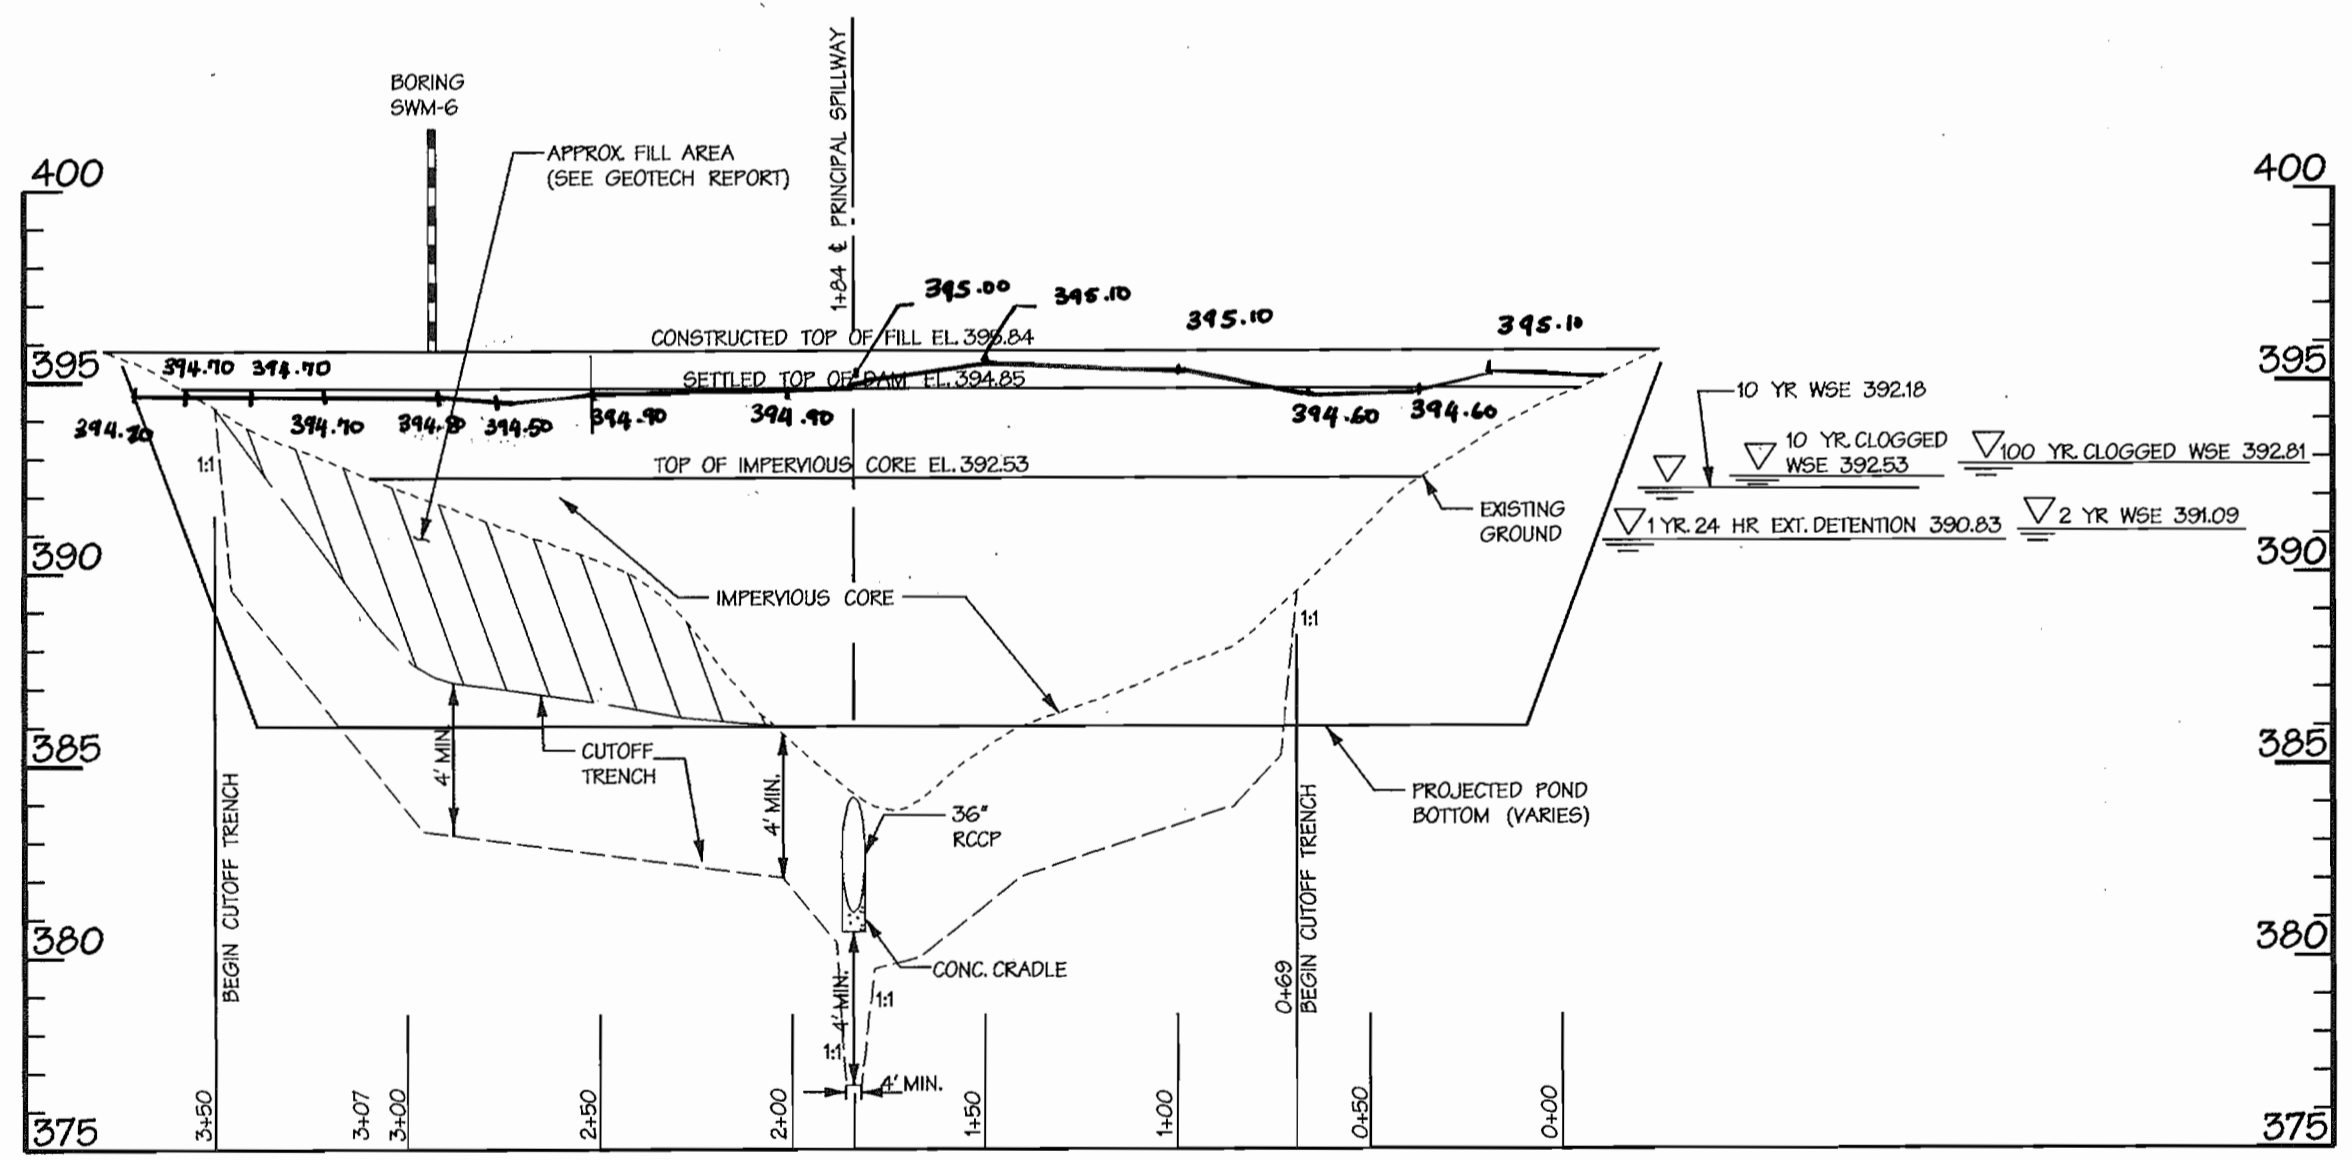 BORING
SWM-6
APPROX. FILL AREA
(SEE GEOTECH REPORT)
1+84 ℄ PRINCIPAL SPILLWAY
400
400
395.00
395.10
395.10
395.10
CONSTRUCTED TOP OF FILL EL. 395.84
395
395
394.70
394.70
SETTLED TOP OF DAM EL. 394.85
10 YR WSE 392.18
394.70
394.50
394.90
394.90
394.60
394.60
1:1
TOP OF IMPERVIOUS CORE EL. 392.53
10 YR. CLOGGED
WSE 392.53
100 YR. CLOGGED WSE 392.81
EXISTING
GROUND
1 YR. 24 HR EXT. DETENTION 390.83
2 YR WSE 391.09
390
390
IMPERVIOUS CORE
1:1
385
385
4' MIN.
CUTOFF
TRENCH
4' MIN.
36"
RCCP
PROJECTED POND
BOTTOM (VARIES)
BEGIN CUTOFF TRENCH
BEGIN CUTOFF TRENCH
0+69
380
380
CONC. CRADLE
4' MIN.
1:1
1:1
4' MIN.
375
375
3+50
3+07
3+00
2+50
2+00
1+50
1+00
0+50
0+00